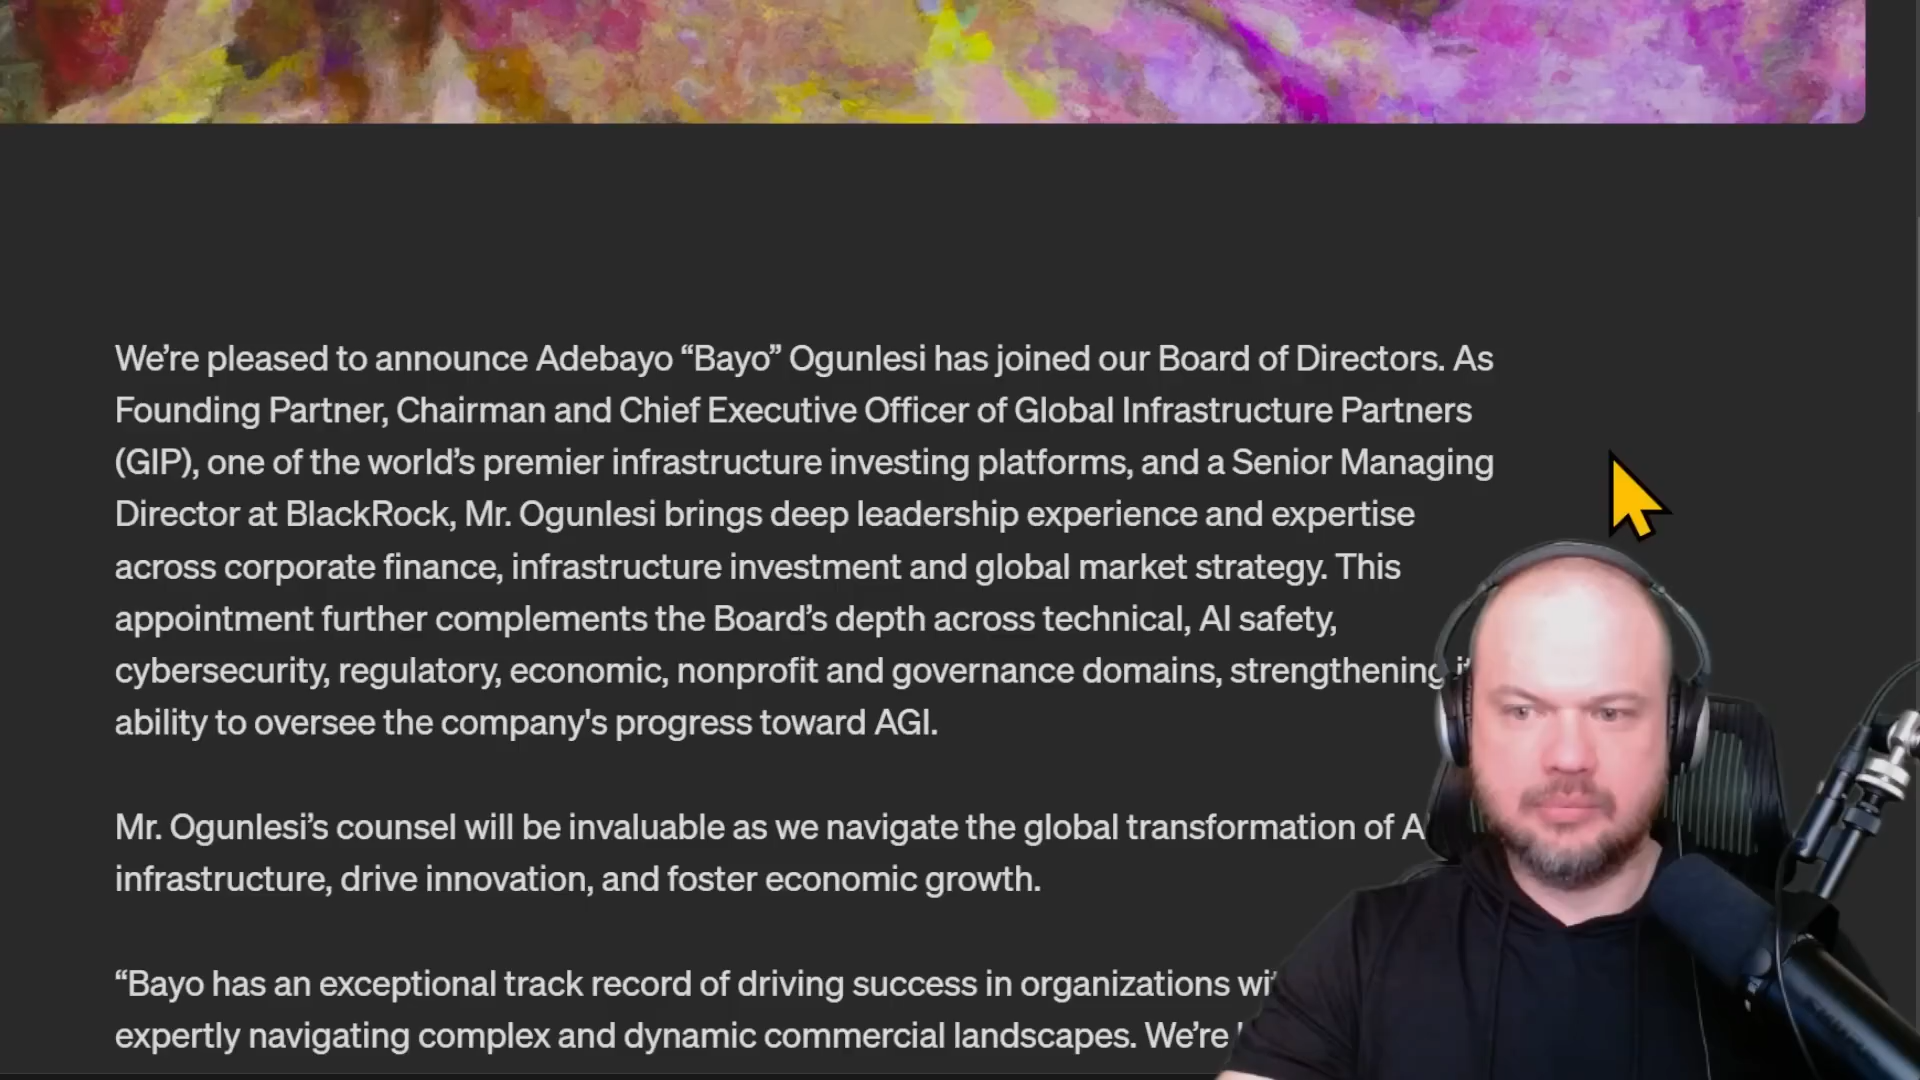 We’re pleased to announce Adebayo “Bayo” Ogunlesi has joined our Board of Directors. As
Founding Partner, Chairman and Chief Executive Officer of Global Infrastructure Partners
(GIP), one of the world’s premier infrastructure investing platforms, and a Senior Managing
Director at BlackRock, Mr. Ogunlesi brings deep leadership experience and expertise
across corporate finance, infrastructure investment and global market strategy. This
appointment further complements the Board’s depth across technical, AI safety,
cybersecurity, regulatory, economic, nonprofit and governance domains, strengthening
ability to oversee the company's progress toward AGI.
Mr. Ogunlesi’s counsel will be invaluable as we navigate the global transformation of
infrastructure, drive innovation, and foster economic growth.
“Bayo has an exceptional track record of driving success in organizations
expertly navigating complex and dynamic commercial landscapes. We’re